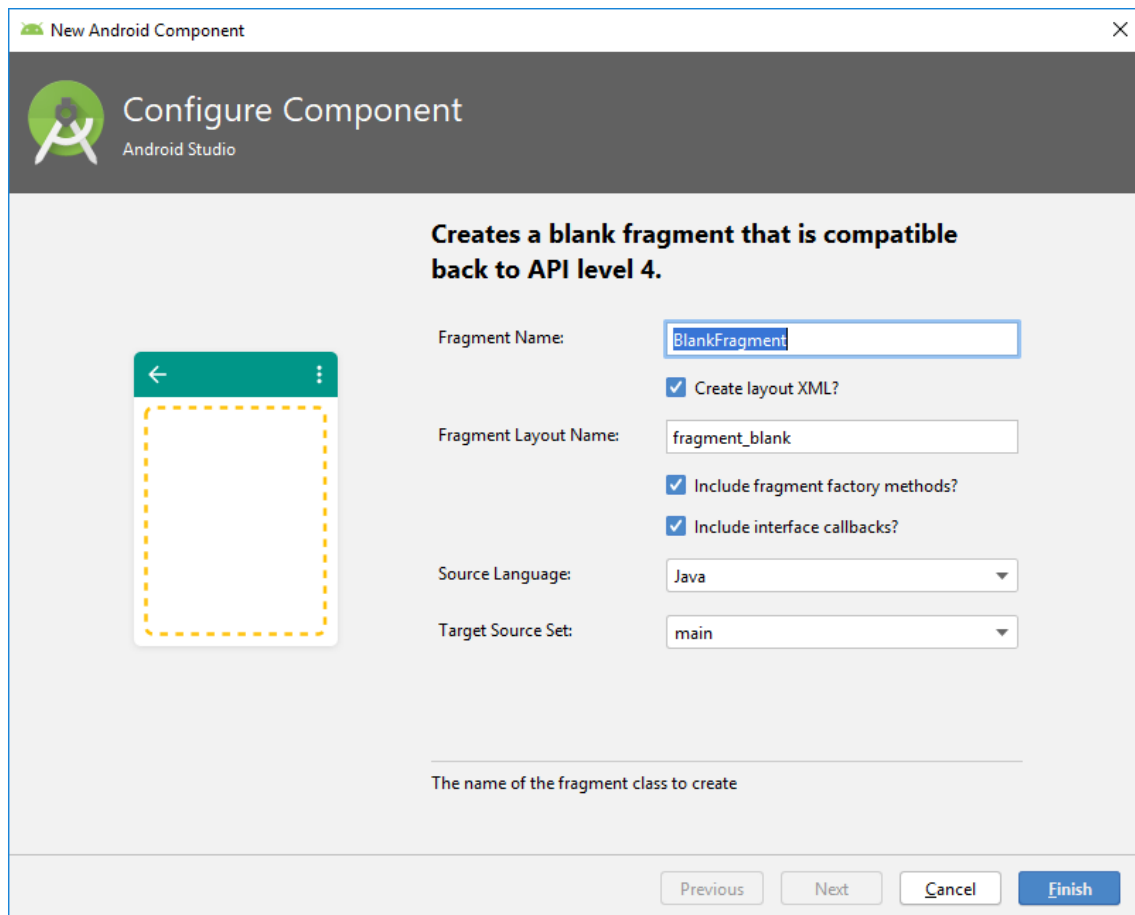 New Android Component
Configure Component
Android Studio
Creates a blank fragment that is compatible
back to API level 4.
Fragment Name:
BlankFragment
Create layout XML?
Fragment Layout Name:
fragment_blank
Include fragment factory methods?
Include interface callbacks?
Source Language:
Java
Target Source Set:
main
The name of the fragment class to create
Previous
Next
Cancel
Finish